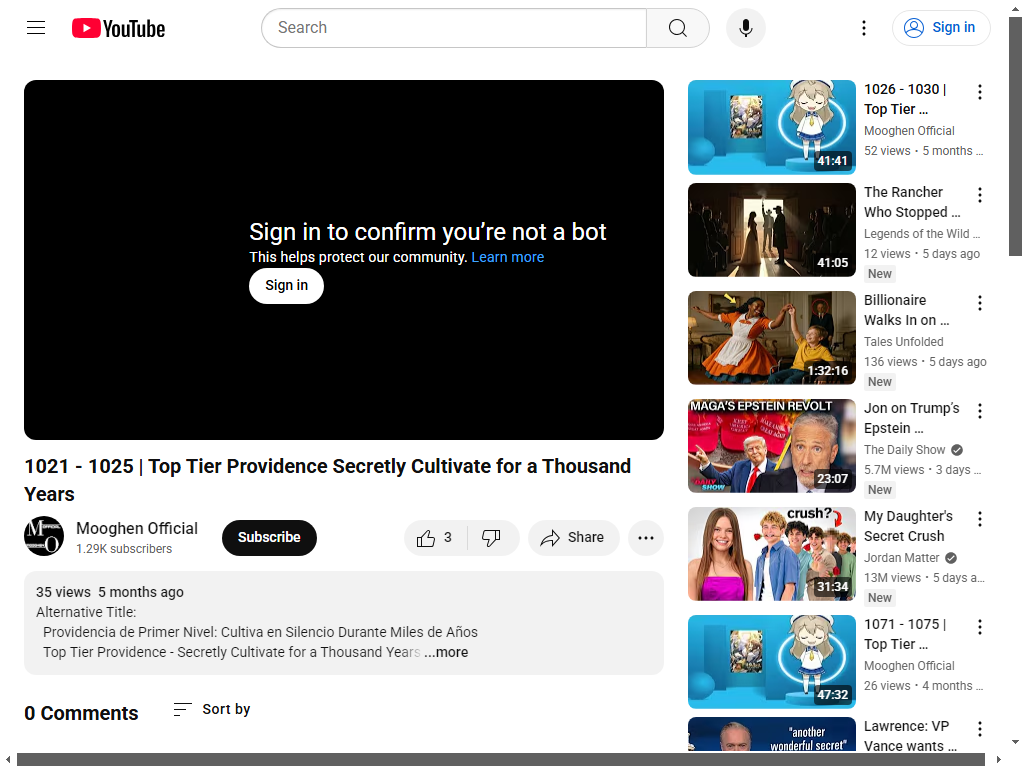 YouTube
Search
Sign in
Sign in to confirm you’re not a bot
This helps protect our community. Learn more
Sign in
1021 - 1025 | Top Tier Providence Secretly Cultivate for a Thousand
Years
Mooghen Official
1.29K subscribers
Subscribe
3
Share
35 views 5 months ago
Alternative Title:
Providencia de Primer Nivel: Cultiva en Silencio Durante Miles de Años
Top Tier Providence - Secretly Cultivate for a Thousand Years ...more
0 Comments
Sort by
41:41
1026 - 1030 |
Top Tier ...
Mooghen Official
52 views • 5 months ...
41:05
The Rancher
Who Stopped ...
Legends of the Wild ...
12 views • 5 days ago
New
1:32:16
Billionaire
Walks In on ...
Tales Unfolded
136 views • 5 days ago
New
MAGA'S EPSTEIN REVOLT
DAILY
SHOW
23:07
Jon on Trump's
Epstein ...
The Daily Show
5.7M views • 3 days ...
New
crush?
31:34
My Daughter's
Secret Crush
Jordan Matter
13M views • 5 days a...
New
47:32
1071 - 1075 |
Top Tier ...
Mooghen Official
26 views • 4 months ...
"another
wonderful secret"
Lawrence: VP
Vance wants ...